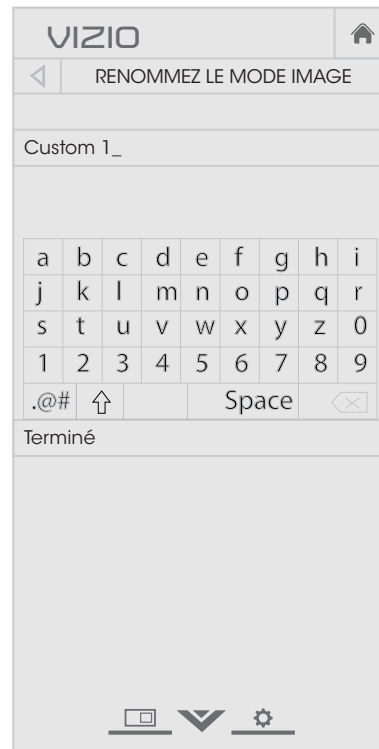 VIZIO
RENOMMEZ LE MODE IMAGE
Custom 1_
a b c d e f g h i
j k l m n o p q r
s t u v w x y z 0
1 2 3 4 5 6 7 8 9
.@# Space
Terminé